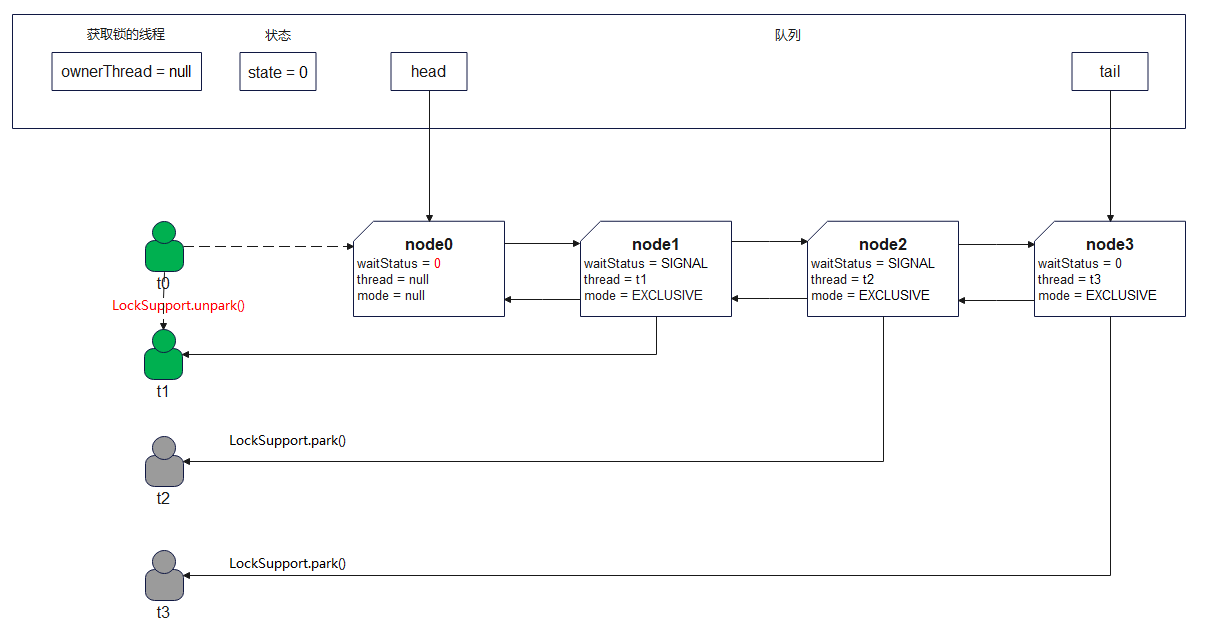 获取锁的线程
状态
队列
ownerThread = null
state = 0
head
tail
node0
waitStatus = 0
thread = null
mode = null
node1
waitStatus = SIGNAL
thread = t1
mode = EXCLUSIVE
node2
waitStatus = SIGNAL
thread = t2
mode = EXCLUSIVE
node3
waitStatus = 0
thread = t3
mode = EXCLUSIVE
t0
LockSupport.unpark()
t1
LockSupport.park()
t2
LockSupport.park()
t3